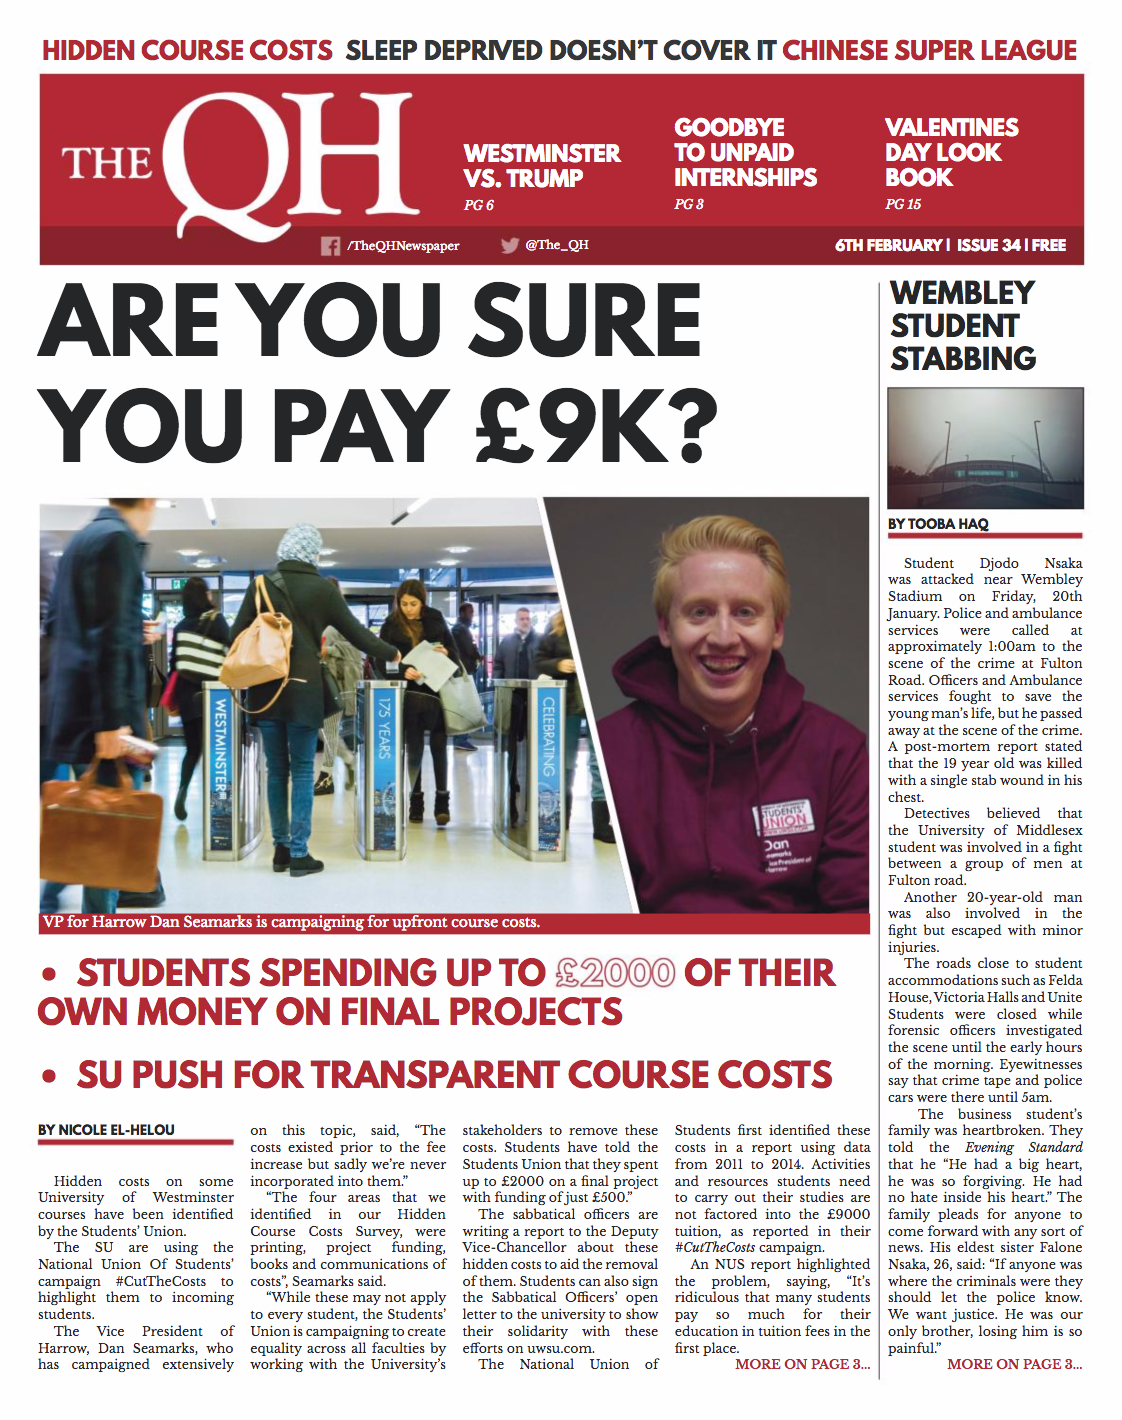 HIDDEN COURSE COSTS SLEEP DEPRIVED DOESN'T COVER IT CHINESE SUPER LEAGUE
THE QH
WESTMINSTER
VS. TRUMP
PG 6
GOODBYE
TO UNPAID
INTERNSHIPS
PG 8
VALENTINES
DAY LOOK
BOOK
PG 15
/TheQHNewspaper
@The_QH
6TH FEBRUARY | ISSUE 34 | FREE
ARE YOU SURE
YOU PAY £9K?
WESTMINSTER
175 YEARS
CELEBRATING
STUDENTS'
UNION
Dan
VP for Harrow Dan Seamarks is campaigning for upfront course costs.
• STUDENTS SPENDING UP TO £2000 OF THEIR
OWN MONEY ON FINAL PROJECTS
• SU PUSH FOR TRANSPARENT COURSE COSTS
BY NICOLE EL-HELOU
Hidden costs on some
University of Westminster
courses have been identified
by the Students' Union.
The SU are using the
National Union Of Students'
campaign #CutTheCosts to
highlight them to incoming
students.
The Vice President of
Harrow, Dan Seamarks, who
has campaigned extensively
on this topic, said, "The
costs existed prior to the fee
increase but sadly we're never
incorporated into them."
"The four areas that we
identified in our Hidden
Course Costs Survey, were
printing, project funding,
books and communications of
costs", Seamarks said.
"While these may not apply
to every student, the Students'
Union is campaigning to create
equality across all faculties by
working with the University's
stakeholders to remove these
costs. Students have told the
Students Union that they spent
up to £2000 on a final project
with funding of just £500."
The sabbatical officers are
writing a report to the Deputy
Vice-Chancellor about these
hidden costs to aid the removal
of them. Students can also sign
the Sabbatical Officers' open
letter to the university to show
their solidarity with these
efforts on uwsu.com.
The National Union of
Students first identified these
costs in a report using data
from 2011 to 2014. Activities
and resources students need
to carry out their studies are
not factored into the £9000
tuition, as reported in their
#CutTheCosts campaign.
An NUS report highlighted
the problem, saying, "It's
ridiculous that many students
pay so much for their
education in tuition fees in the
first place.
MORE ON PAGE 3...
WEMBLEY
STUDENT
STABBING
BY TOOBA HAQ
Student Djodo Nsaka
was attacked near Wembley
Stadium on Friday, 20th
January. Police and ambulance
services were called at
approximately 1:00am to the
scene of the crime at Fulton
Road. Officers and Ambulance
services fought to save the
young man's life, but he passed
away at the scene of the crime.
A post-mortem report stated
that the 19 year old was killed
with a single stab wound in his
chest.
Detectives believed that
the University of Middlesex
student was involved in a fight
between a group of men at
Fulton road.
Another 20-year-old man
was also involved in the
fight but escaped with minor
injuries.
The roads close to student
accommodations such as Felda
House, Victoria Halls and Unite
Students were closed while
forensic officers investigated
the scene until the early hours
of the morning. Eyewitnesses
say that crime tape and police
cars were there until 5am.
The business student's
family was heartbroken. They
told the Evening Standard
that he "He had a big heart,
he was so forgiving. He had
no hate inside his heart." The
family pleads for anyone to
come forward with any sort of
news. His eldest sister Falone
Nsaka, 26, said: "If anyone was
where the criminals were they
should let the police know.
We want justice. He was our
only brother, losing him is so
painful."
MORE ON PAGE 3...